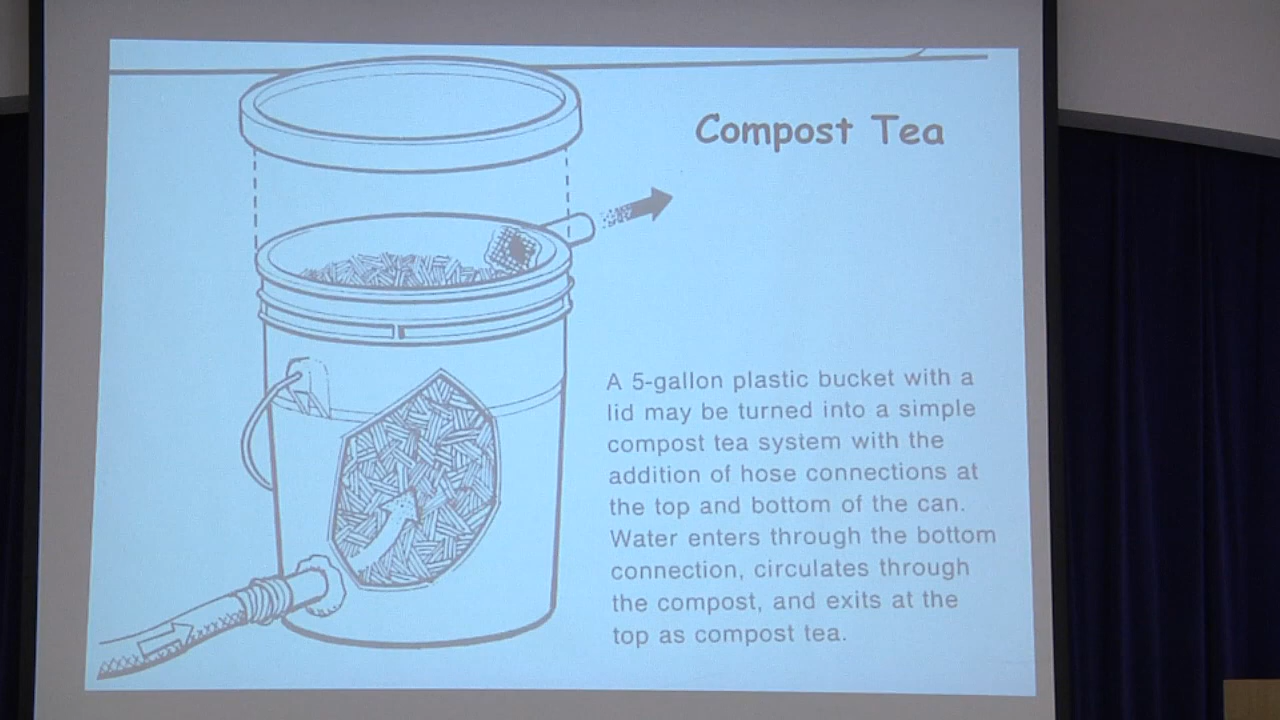 Compost Tea
A 5-gallon plastic bucket with a
lid may be turned into a simple
compost tea system with the
addition of hose connections at
the top and bottom of the can.
Water enters through the bottom
connection, circulates through
the compost, and exits at the
top as compost tea.